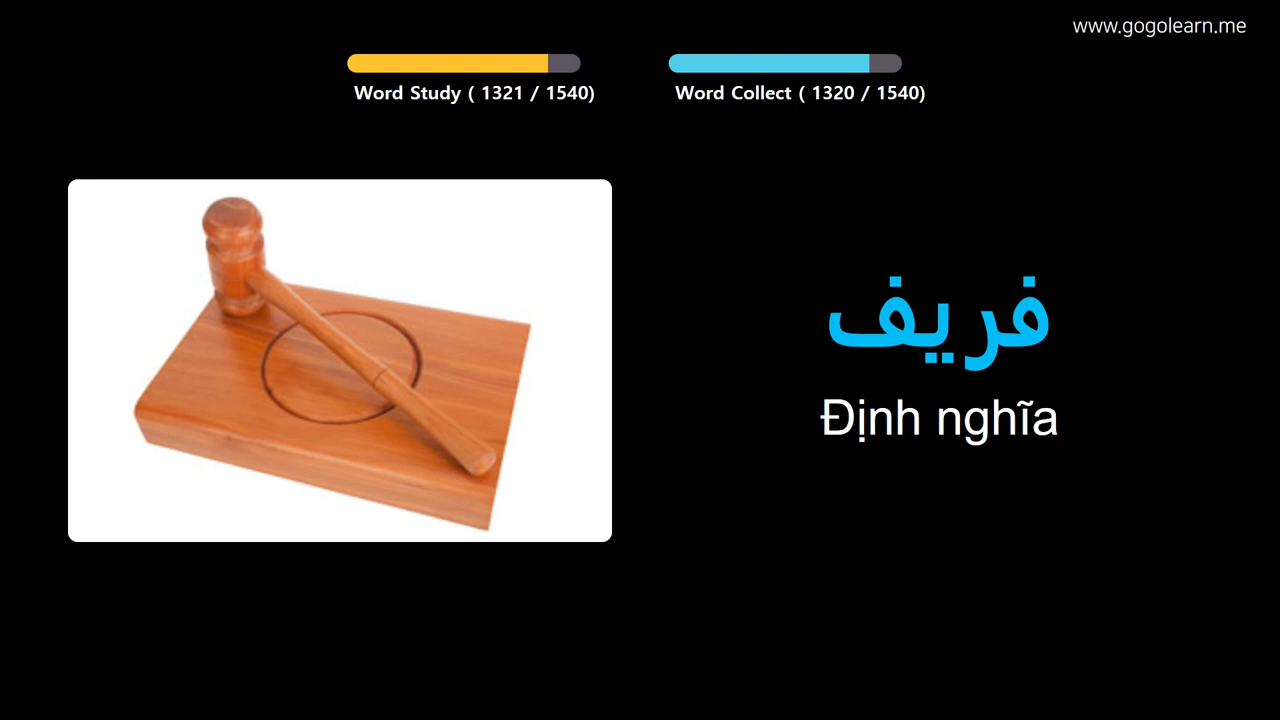 www.gogolearn.me
Word Study ( 1321 / 1540)
Word Collect ( 1320 / 1540)
فريف
Định nghĩa